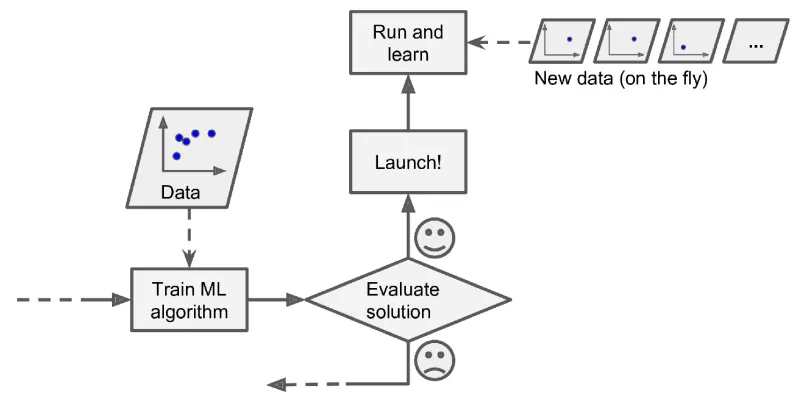 Run and
learn
...
New data (on the fly)
Launch!
Data
Train ML
algorithm
Evaluate
solution